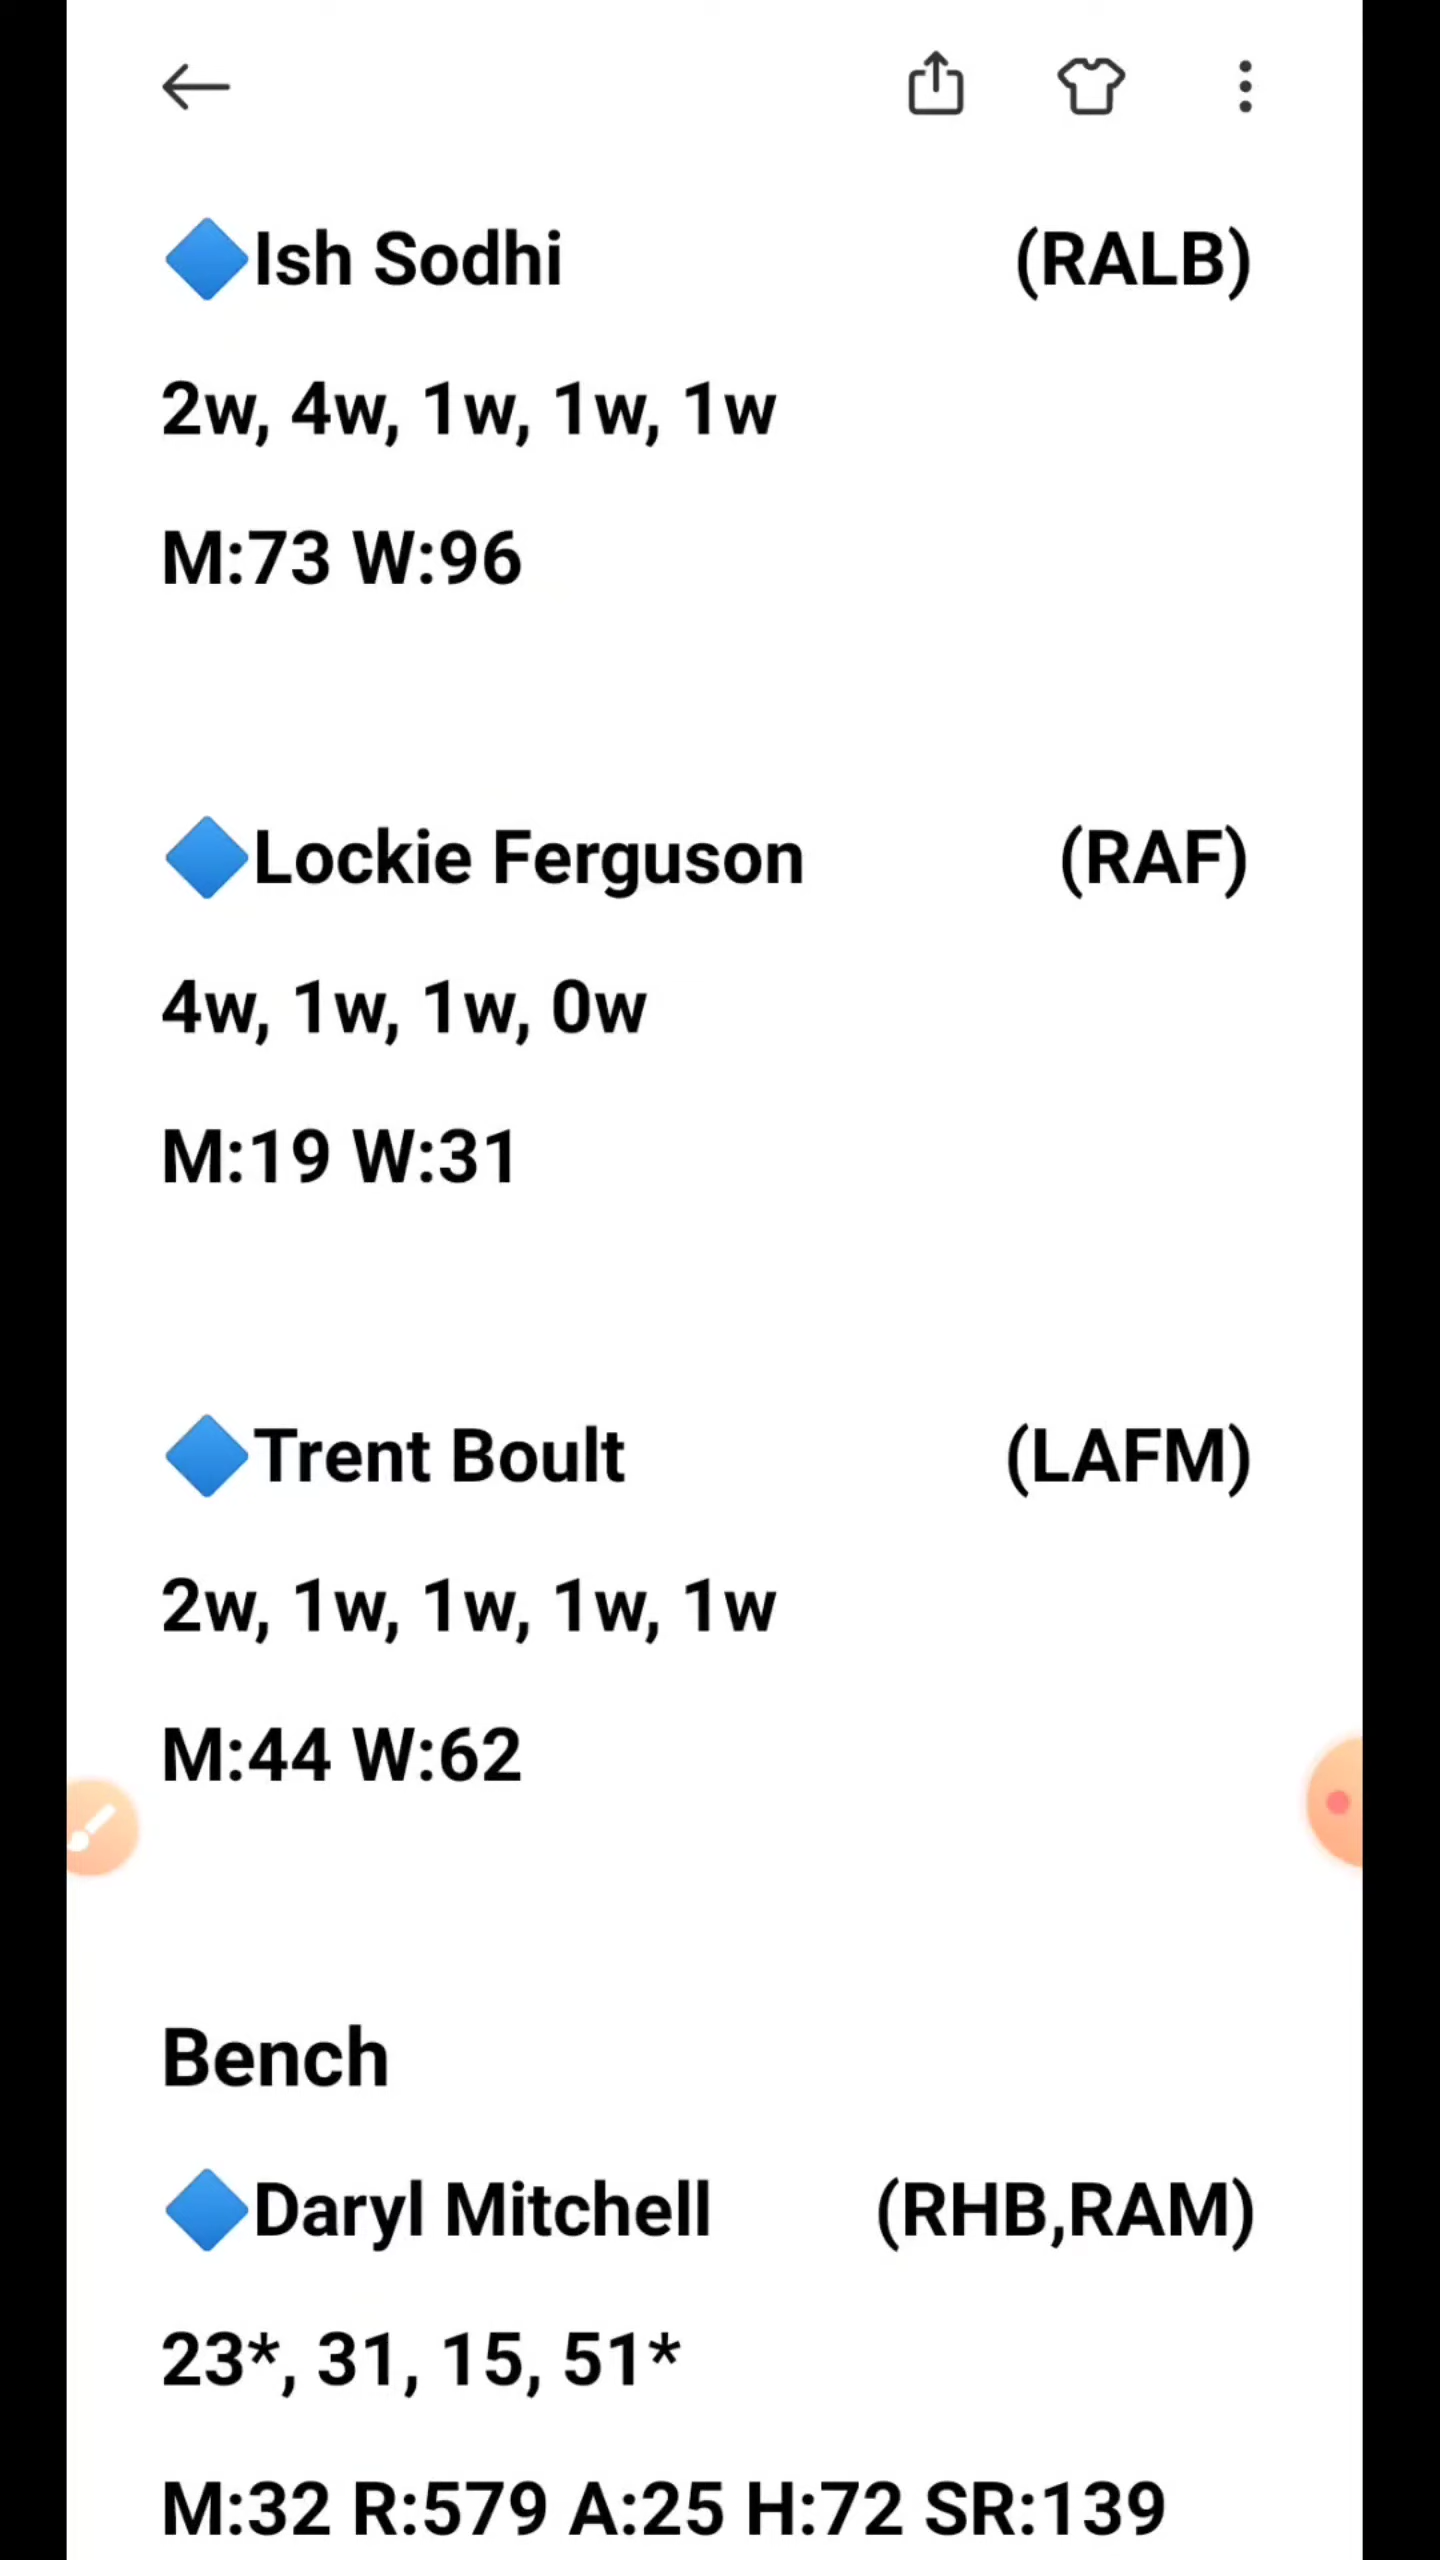 🔷Ish Sodhi (RALB)
2w, 4w, 1w, 1w, 1w
M:73 W:96
🔷Lockie Ferguson (RAF)
4w, 1w, 1w, 0w
M:19 W:31
🔷Trent Boult (LAFM)
2w, 1w, 1w, 1w, 1w
M:44 W:62
Bench
🔷Daryl Mitchell (RHB,RAM)
23*, 31, 15, 51*
M:32 R:579 A:25 H:72 SR:139